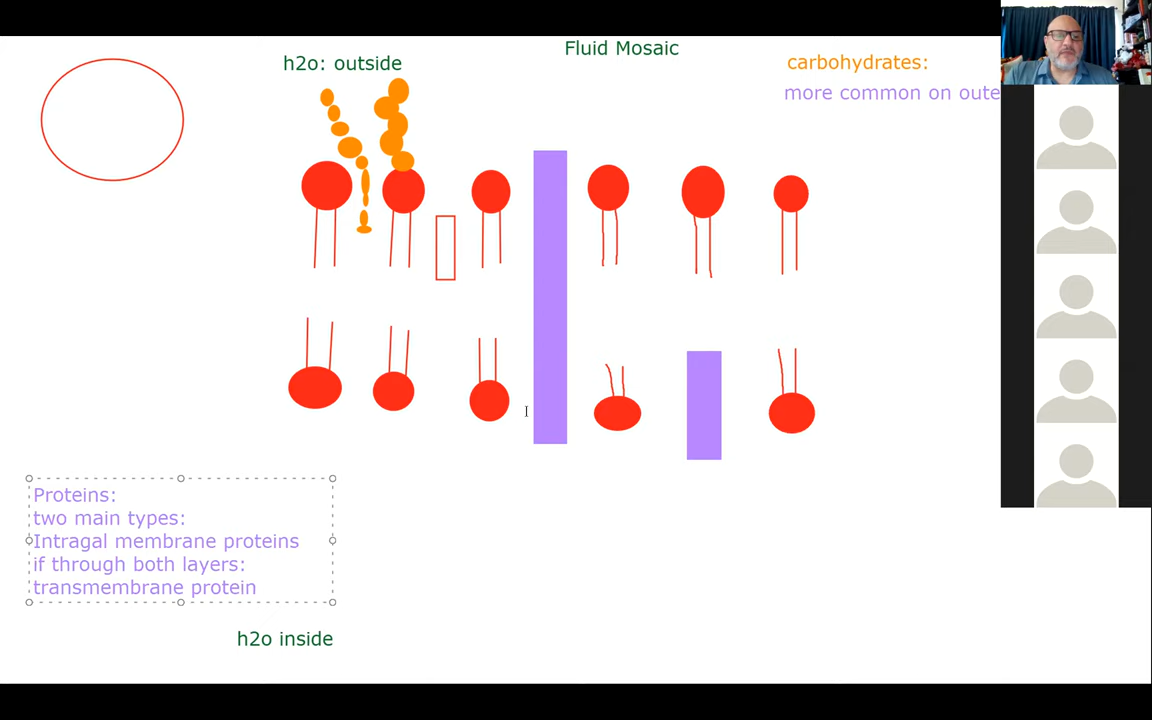 Fluid Mosaic
h2o: outside
carbohydrates:
more common on oute
Proteins:
two main types:
Intragal membrane proteins
if through both layers:
transmembrane protein
h2o inside